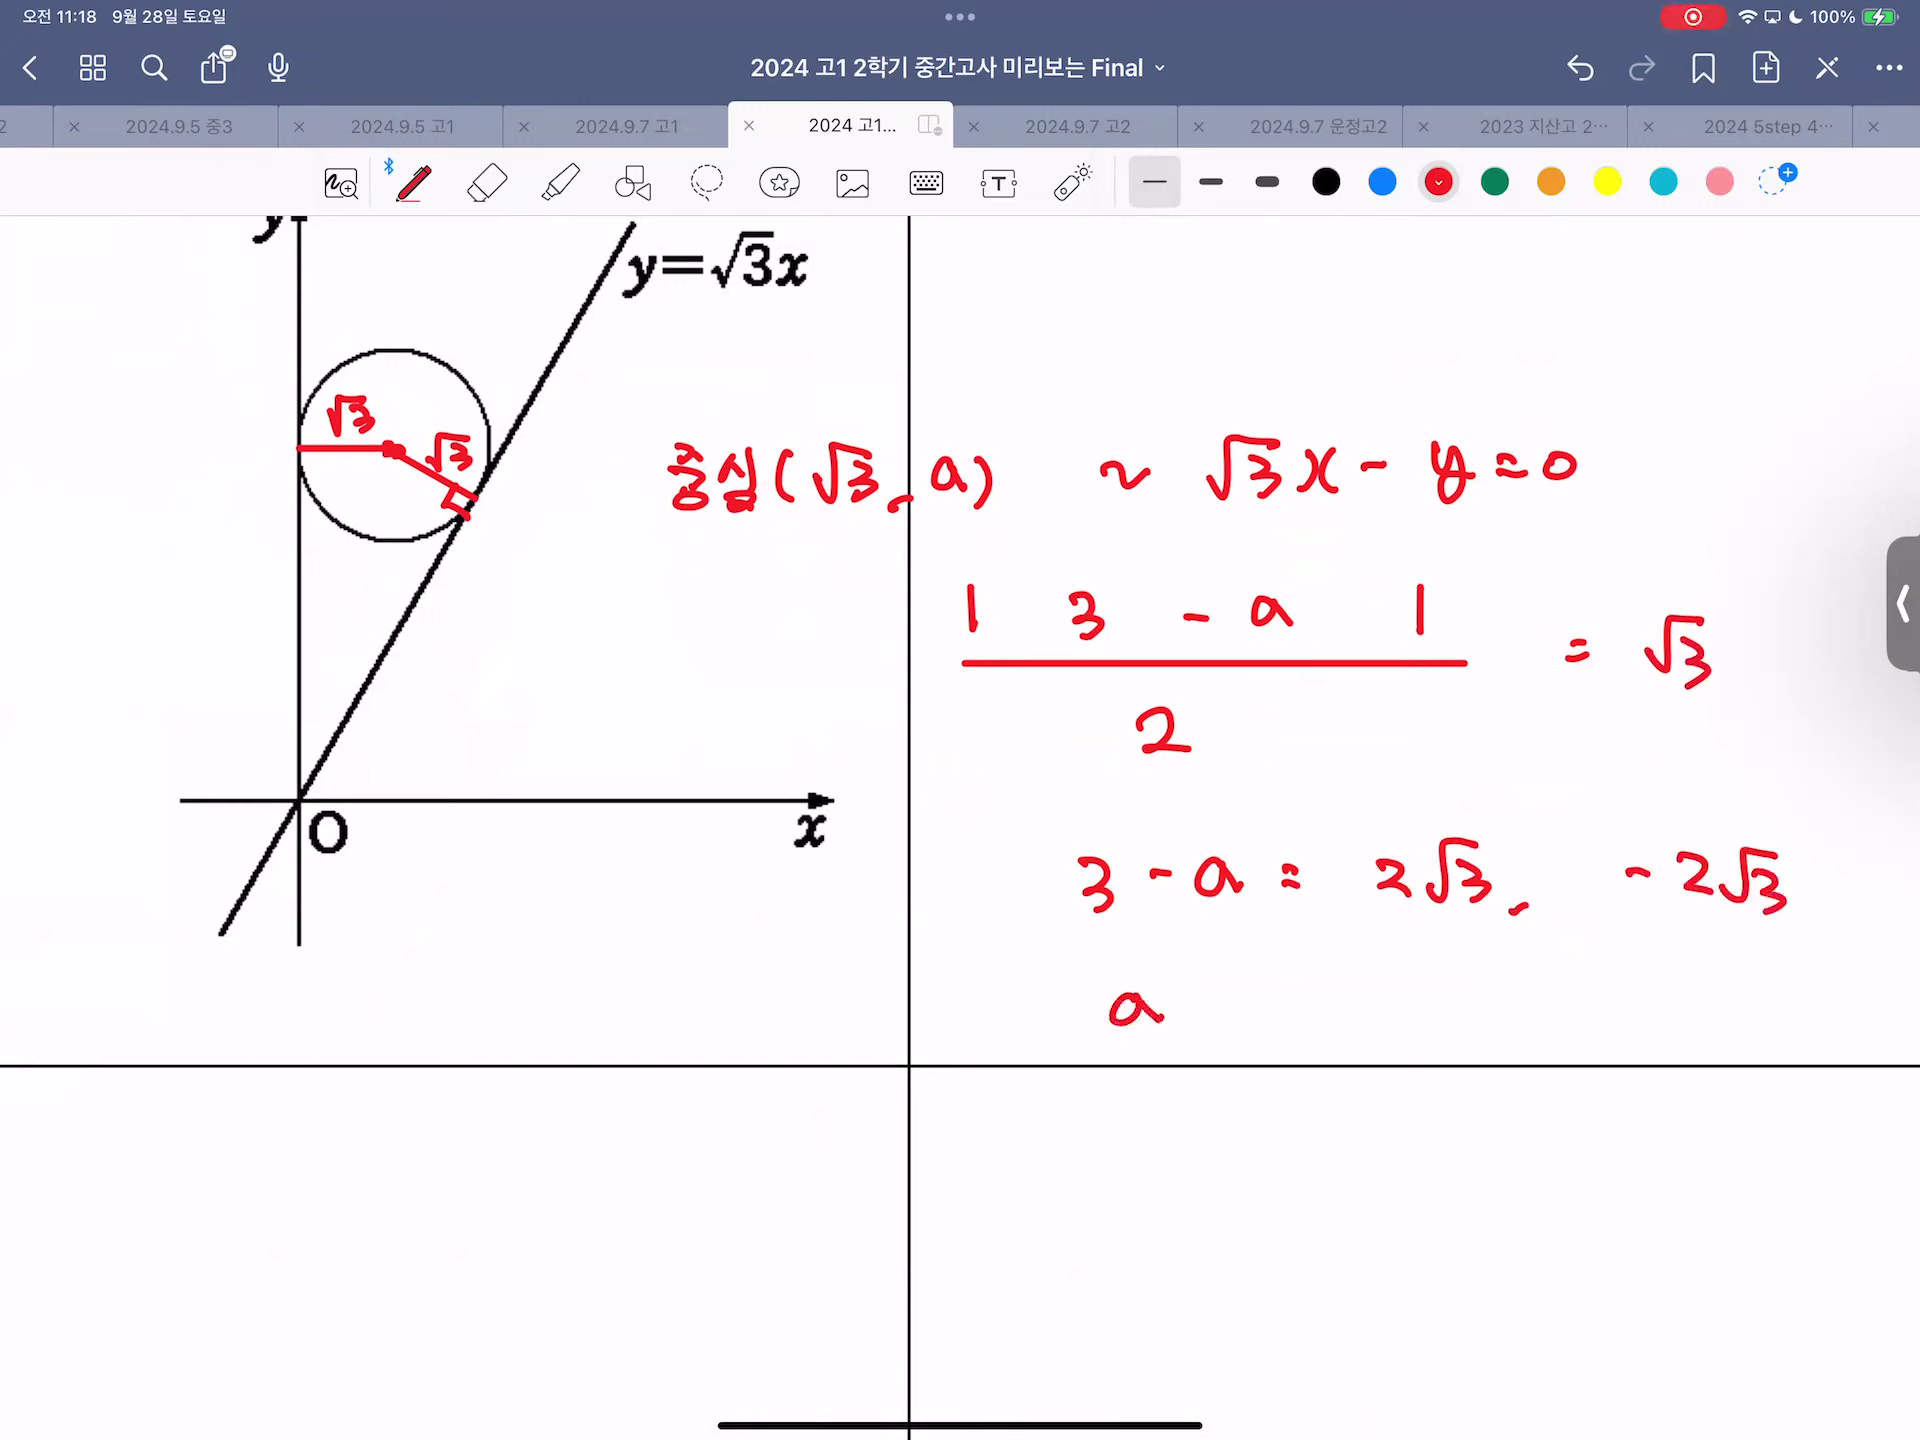 오전 11:18 9월 28일 토요일
100%
2024 고1 2학기 중간고사 미리보는 Final
2
2024.9.5 중3
2024.9.5 고1
2024.9.7 고1
2024 고1...
2024.9.7 고2
2024.9.7 운정고2
2023 지산고 2...
2024 5step 4...
y
y=√3x
√3
√3
중심(√3, a) ~ √3x - y = 0
| 3 - a |
= √3
2
O
x
3 - a = 2√3, -2√3
a